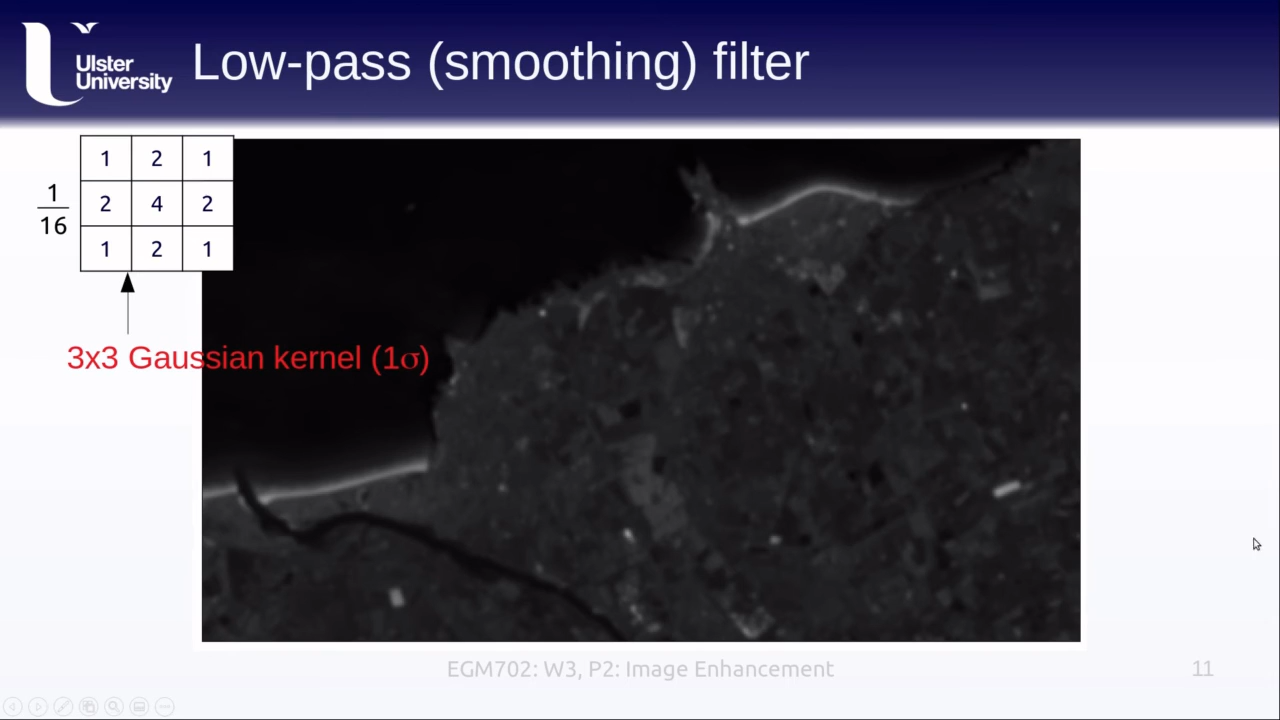 Ulster
University
Low-pass (smoothing) filter
1 2 1
1
16
2 4 2
1 2 1
3x3 Gaussian kernel (1σ)
EGM702: W3, P2: Image Enhancement
11